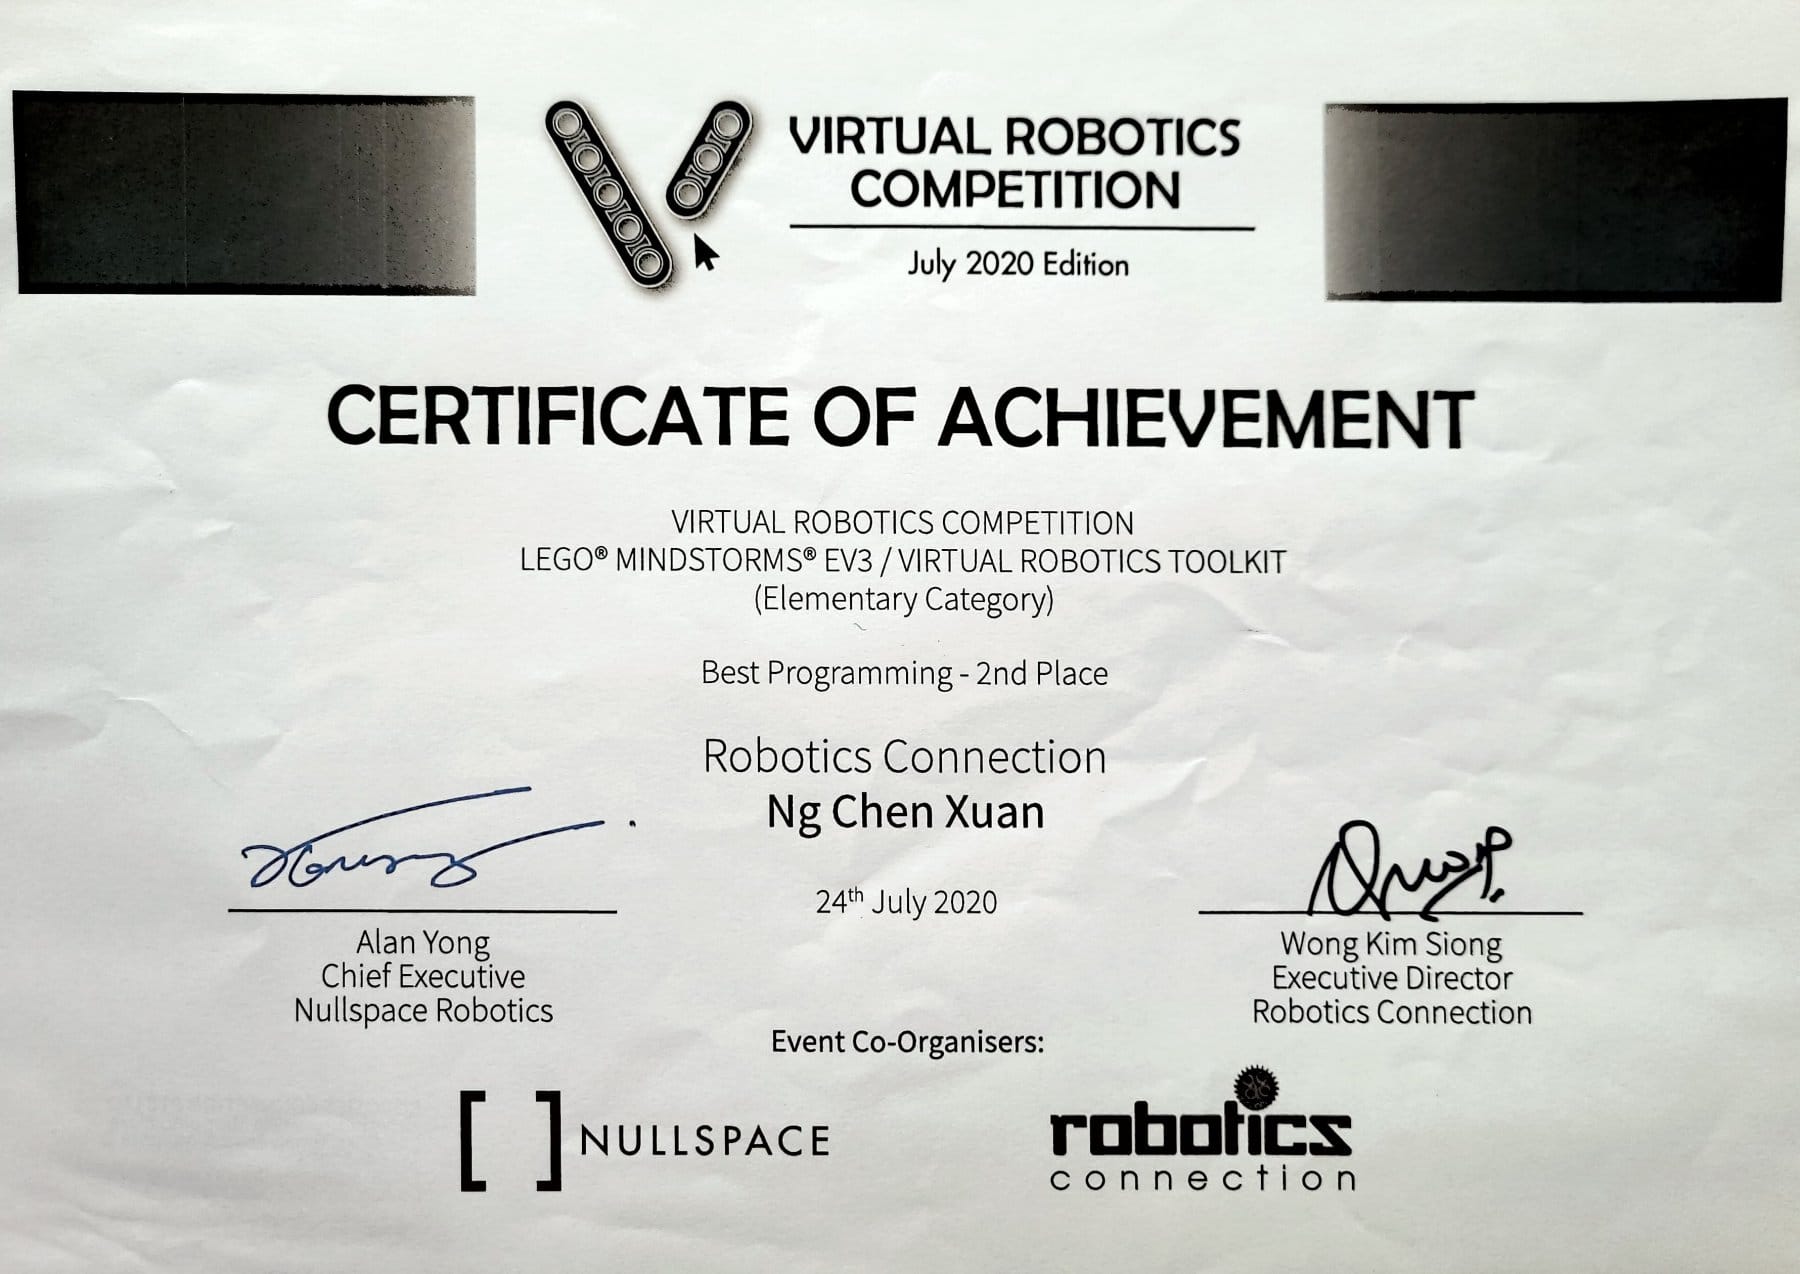 VIRTUAL ROBOTICS
COMPETITION
July 2020 Edition
CERTIFICATE OF ACHIEVEMENT
VIRTUAL ROBOTICS COMPETITION
LEGO® MINDSTORMS® EV3 / VIRTUAL ROBOTICS TOOLKIT
(Elementary Category)
Best Programming - 2nd Place
Robotics Connection
Ng Chen Xuan
24th July 2020
Alan Yong
Chief Executive
Nullspace Robotics
Wong Kim Siong
Executive Director
Robotics Connection
Event Co-Organisers:
[ ] NULLSPACE
robotics
connection